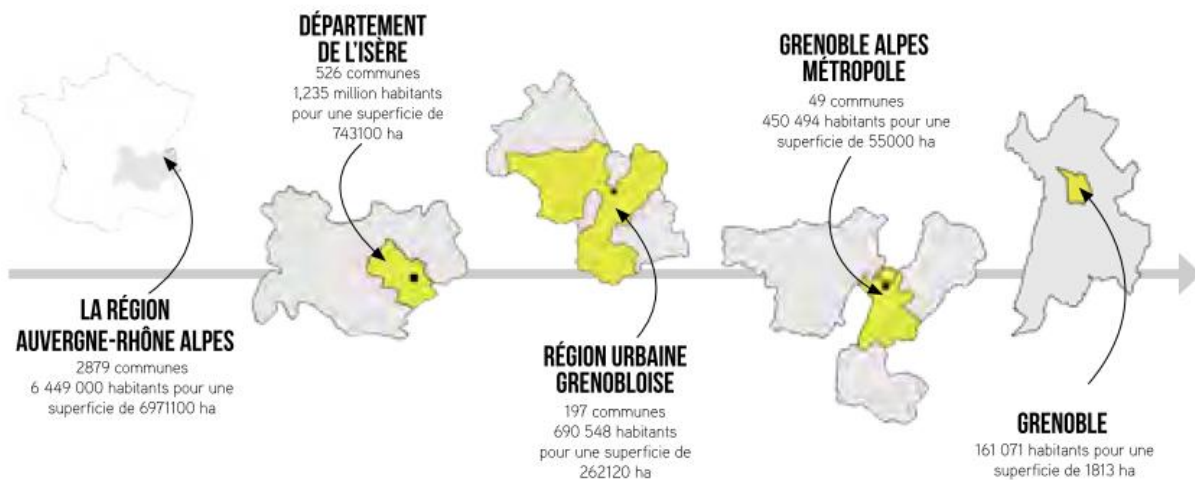 LA RÉGION
AUVERGNE-RHÔNE ALPES
2879 communes
6 449 000 habitants pour une
superficie de 6971100 ha
DÉPARTEMENT
DE L'ISÈRE
526 communes
1,235 million habitants
pour une superficie de
743100 ha
RÉGION URBAINE
GRENOBLOISE
197 communes
690 548 habitants
pour une superficie de
262120 ha
GRENOBLE ALPES
MÉTROPOLE
49 communes
450 494 habitants pour une
superficie de 55000 ha
GRENOBLE
161 071 habitants pour une
superficie de 1813 ha